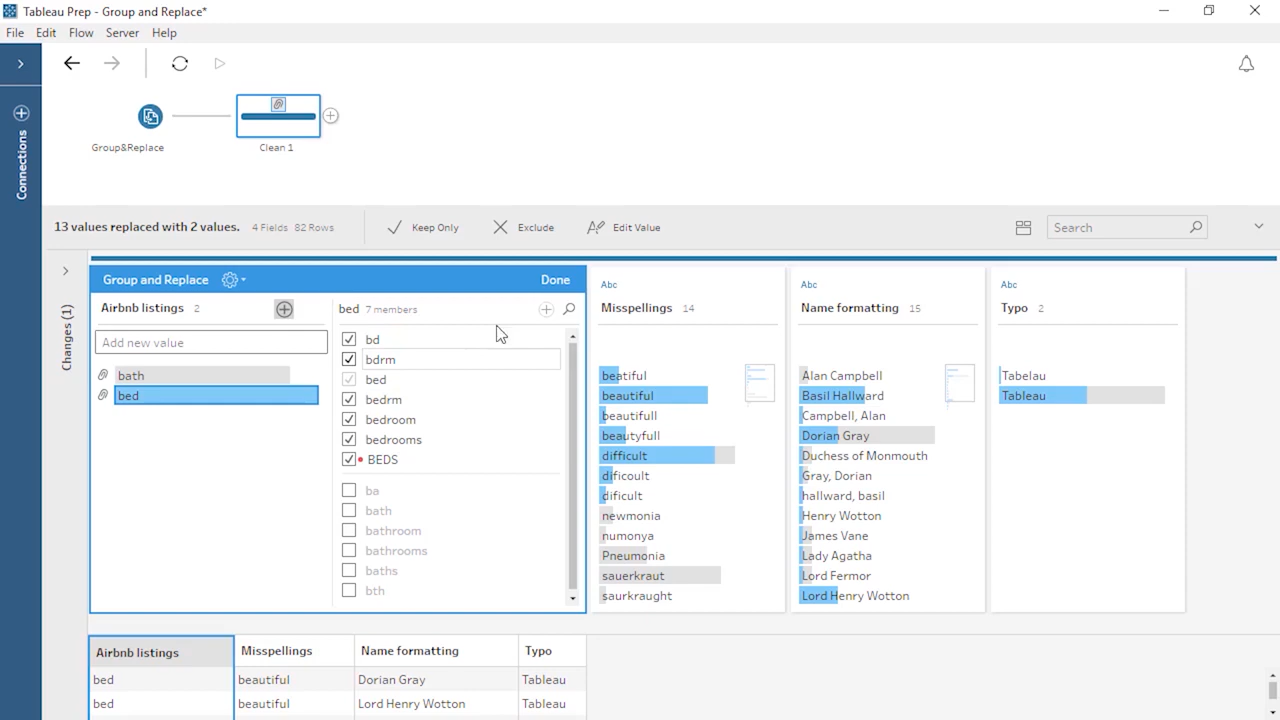 Tableau Prep - Group and Replace*
File Edit Flow Server Help
Connections
Group&Replace
Clean 1
13 values replaced with 2 values. 4 Fields 82 Rows Keep Only Exclude Edit Value Search
Changes (1)
Group and Replace Done
Airbnb listings 2
Add new value
bath
bed
bed 7 members
bd
bdrm
bed
bedrm
bedroom
bedrooms
BEDS
ba
bath
bathroom
bathrooms
baths
bth
Abc
Misspellings 14
beatiful
beautiful
beautifull
beautyfull
difficult
dificoult
dificult
newmonia
numonya
Pneumonia
sauerkraut
saurkraught
Abc
Name formatting 15
Alan Campbell
Basil Hallward
Campbell, Alan
Dorian Gray
Duchess of Monmouth
Gray, Dorian
hallward, basil
Henry Wotton
James Vane
Lady Agatha
Lord Fermor
Lord Henry Wotton
Abc
Typo 2
Tabelau
Tableau
Airbnb listings Misspellings Name formatting Typo
bed beautiful Dorian Gray Tableau
bed beautiful Lord Henry Wotton Tableau